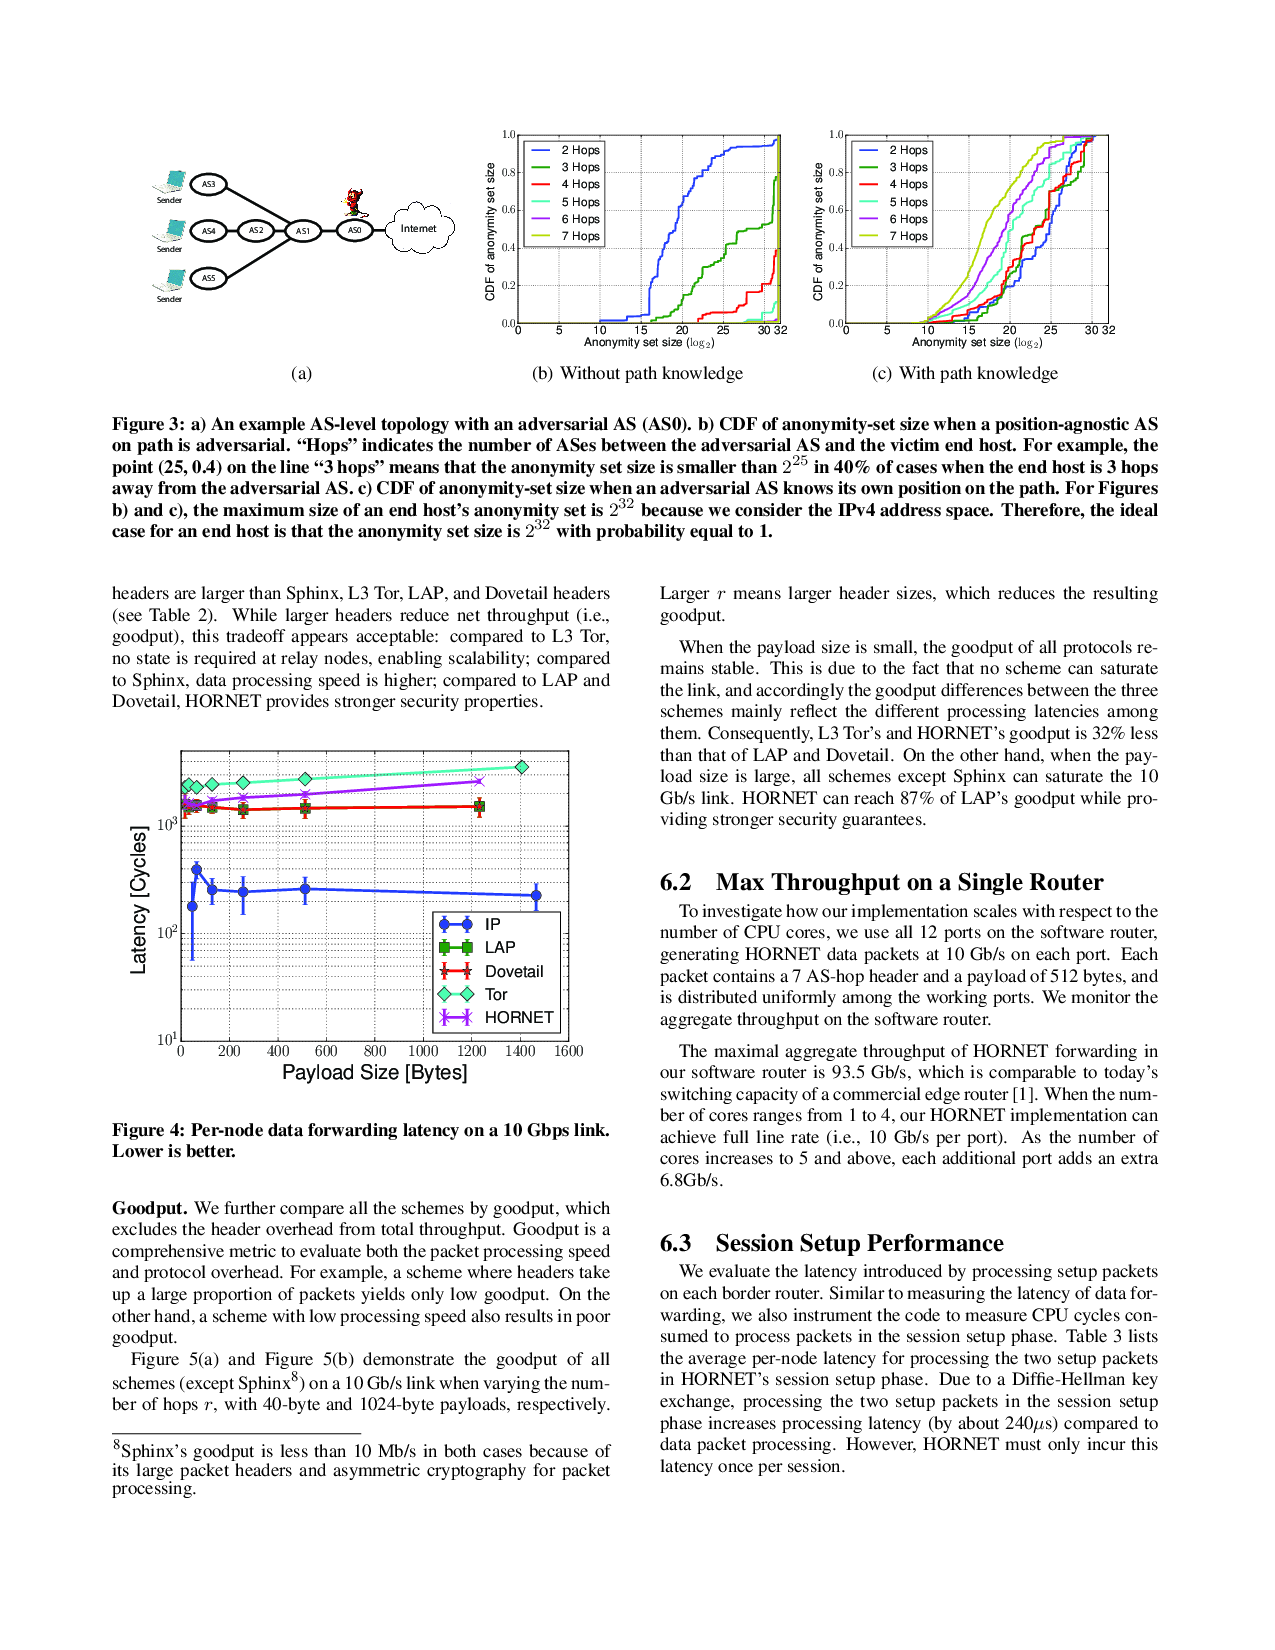 AS3
Sender
AS4
AS2
AS1
AS0
Internet
Sender
AS5
Sender
(a)
1.0
0.8
0.6
0.4
0.2
0.0
CDF of anonymity set size
2 Hops
3 Hops
4 Hops
5 Hops
6 Hops
7 Hops
0 5 10 15 20 25 30 32
Anonymity set size (log2)
(b) Without path knowledge
1.0
0.8
0.6
0.4
0.2
0.0
CDF of anonymity set size
2 Hops
3 Hops
4 Hops
5 Hops
6 Hops
7 Hops
0 5 10 15 20 25 30 32
Anonymity set size (log2)
(c) With path knowledge
Figure 3: a) An example AS-level topology with an adversarial AS (AS0). b) CDF of anonymity-set size when a position-agnostic AS
on path is adversarial. “Hops” indicates the number of ASes between the adversarial AS and the victim end host. For example, the
point (25, 0.4) on the line “3 hops” means that the anonymity set size is smaller than 2^25 in 40% of cases when the end host is 3 hops
away from the adversarial AS. c) CDF of anonymity-set size when an adversarial AS knows its own position on the path. For Figures
b) and c), the maximum size of an end host’s anonymity set is 2^32 because we consider the IPv4 address space. Therefore, the ideal
case for an end host is that the anonymity set size is 2^32 with probability equal to 1.
headers are larger than Sphinx, L3 Tor, LAP, and Dovetail headers
(see Table 2). While larger headers reduce net throughput (i.e.,
goodput), this tradeoff appears acceptable: compared to L3 Tor,
no state is required at relay nodes, enabling scalability; compared
to Sphinx, data processing speed is higher; compared to LAP and
Dovetail, HORNET provides stronger security properties.
Latency [Cycles]
10^3
10^2
10^1
IP
LAP
Dovetail
Tor
HORNET
0 200 400 600 800 1000 1200 1400 1600
Payload Size [Bytes]
Figure 4: Per-node data forwarding latency on a 10 Gbps link.
Lower is better.
Goodput. We further compare all the schemes by goodput, which
excludes the header overhead from total throughput. Goodput is a
comprehensive metric to evaluate both the packet processing speed
and protocol overhead. For example, a scheme where headers take
up a large proportion of packets yields only low goodput. On the
other hand, a scheme with low processing speed also results in poor
goodput.
Figure 5(a) and Figure 5(b) demonstrate the goodput of all
schemes (except Sphinx^8) on a 10 Gb/s link when varying the num-
ber of hops r, with 40-byte and 1024-byte payloads, respectively.
^8Sphinx’s goodput is less than 10 Mb/s in both cases because of
its large packet headers and asymmetric cryptography for packet
processing.
Larger r means larger header sizes, which reduces the resulting
goodput.
When the payload size is small, the goodput of all protocols re-
mains stable. This is due to the fact that no scheme can saturate
the link, and accordingly the goodput differences between the three
schemes mainly reflect the different processing latencies among
them. Consequently, L3 Tor’s and HORNET’s goodput is 32% less
than that of LAP and Dovetail. On the other hand, when the pay-
load size is large, all schemes except Sphinx can saturate the 10
Gb/s link. HORNET can reach 87% of LAP’s goodput while pro-
viding stronger security guarantees.
6.2 Max Throughput on a Single Router
To investigate how our implementation scales with respect to the
number of CPU cores, we use all 12 ports on the software router,
generating HORNET data packets at 10 Gb/s on each port. Each
packet contains a 7 AS-hop header and a payload of 512 bytes, and
is distributed uniformly among the working ports. We monitor the
aggregate throughput on the software router.
The maximal aggregate throughput of HORNET forwarding in
our software router is 93.5 Gb/s, which is comparable to today’s
switching capacity of a commercial edge router [1]. When the num-
ber of cores ranges from 1 to 4, our HORNET implementation can
achieve full line rate (i.e., 10 Gb/s per port). As the number of
cores increases to 5 and above, each additional port adds an extra
6.8Gb/s.
6.3 Session Setup Performance
We evaluate the latency introduced by processing setup packets
on each border router. Similar to measuring the latency of data for-
warding, we also instrument the code to measure CPU cycles con-
sumed to process packets in the session setup phase. Table 3 lists
the average per-node latency for processing the two setup packets
in HORNET’s session setup phase. Due to a Diffie-Hellman key
exchange, processing the two setup packets in the session setup
phase increases processing latency (by about 240μs) compared to
data packet processing. However, HORNET must only incur this
latency once per session.